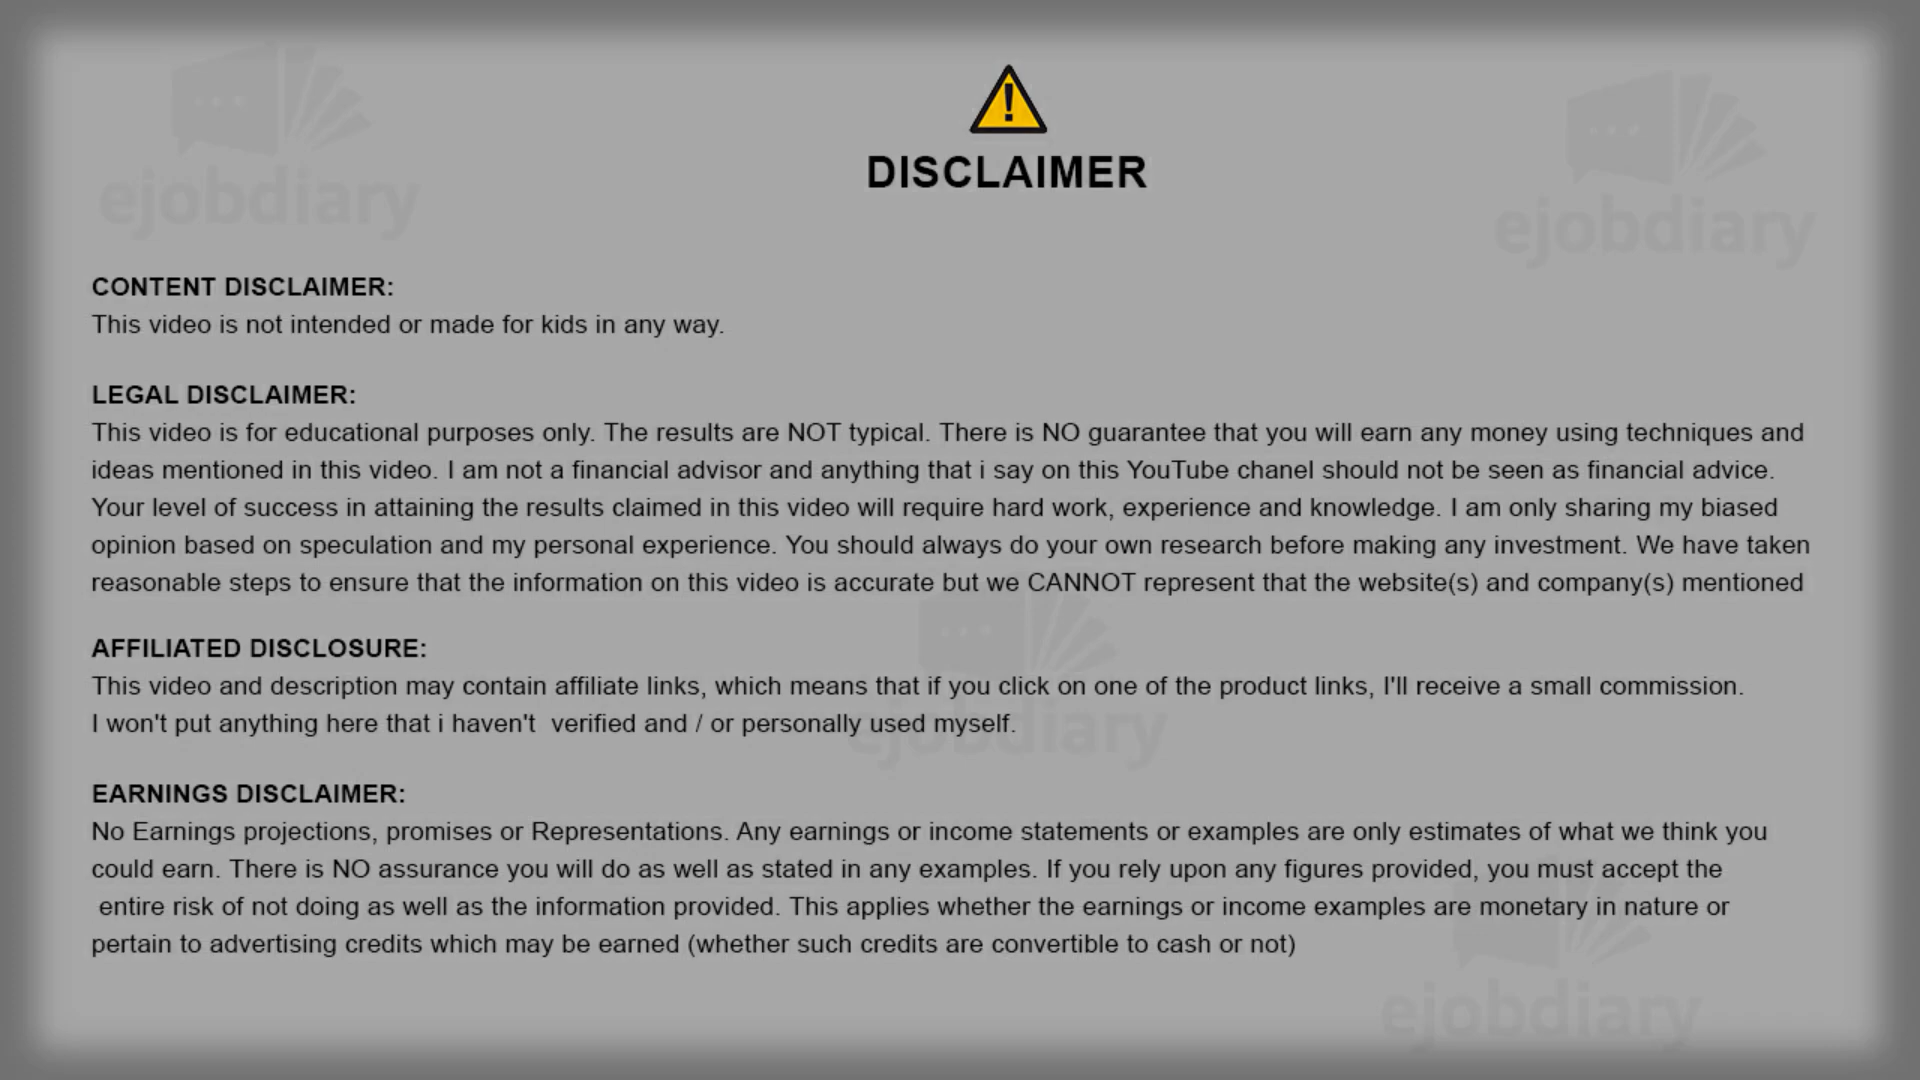 ejobdiary
ejobdiary
DISCLAIMER
CONTENT DISCLAIMER:
This video is not intended or made for kids in any way.
LEGAL DISCLAIMER:
This video is for educational purposes only. The results are NOT typical. There is NO guarantee that you will earn any money using techniques and
ideas mentioned in this video. I am not a financial advisor and anything that i say on this YouTube chanel should not be seen as financial advice.
Your level of success in attaining the results claimed in this video will require hard work, experience and knowledge. I am only sharing my biased
opinion based on speculation and my personal experience. You should always do your own research before making any investment. We have taken
reasonable steps to ensure that the information on this video is accurate but we CANNOT represent that the website(s) and company(s) mentioned
AFFILIATED DISCLOSURE:
This video and description may contain affiliate links, which means that if you click on one of the product links, I'll receive a small commission.
I won't put anything here that i haven't  verified and / or personally used myself.
ejobdiary
EARNINGS DISCLAIMER:
No Earnings projections, promises or Representations. Any earnings or income statements or examples are only estimates of what we think you
could earn. There is NO assurance you will do as well as stated in any examples. If you rely upon any figures provided, you must accept the
entire risk of not doing as well as the information provided. This applies whether the earnings or income examples are monetary in nature or
pertain to advertising credits which may be earned (whether such credits are convertible to cash or not)
ejobdiary